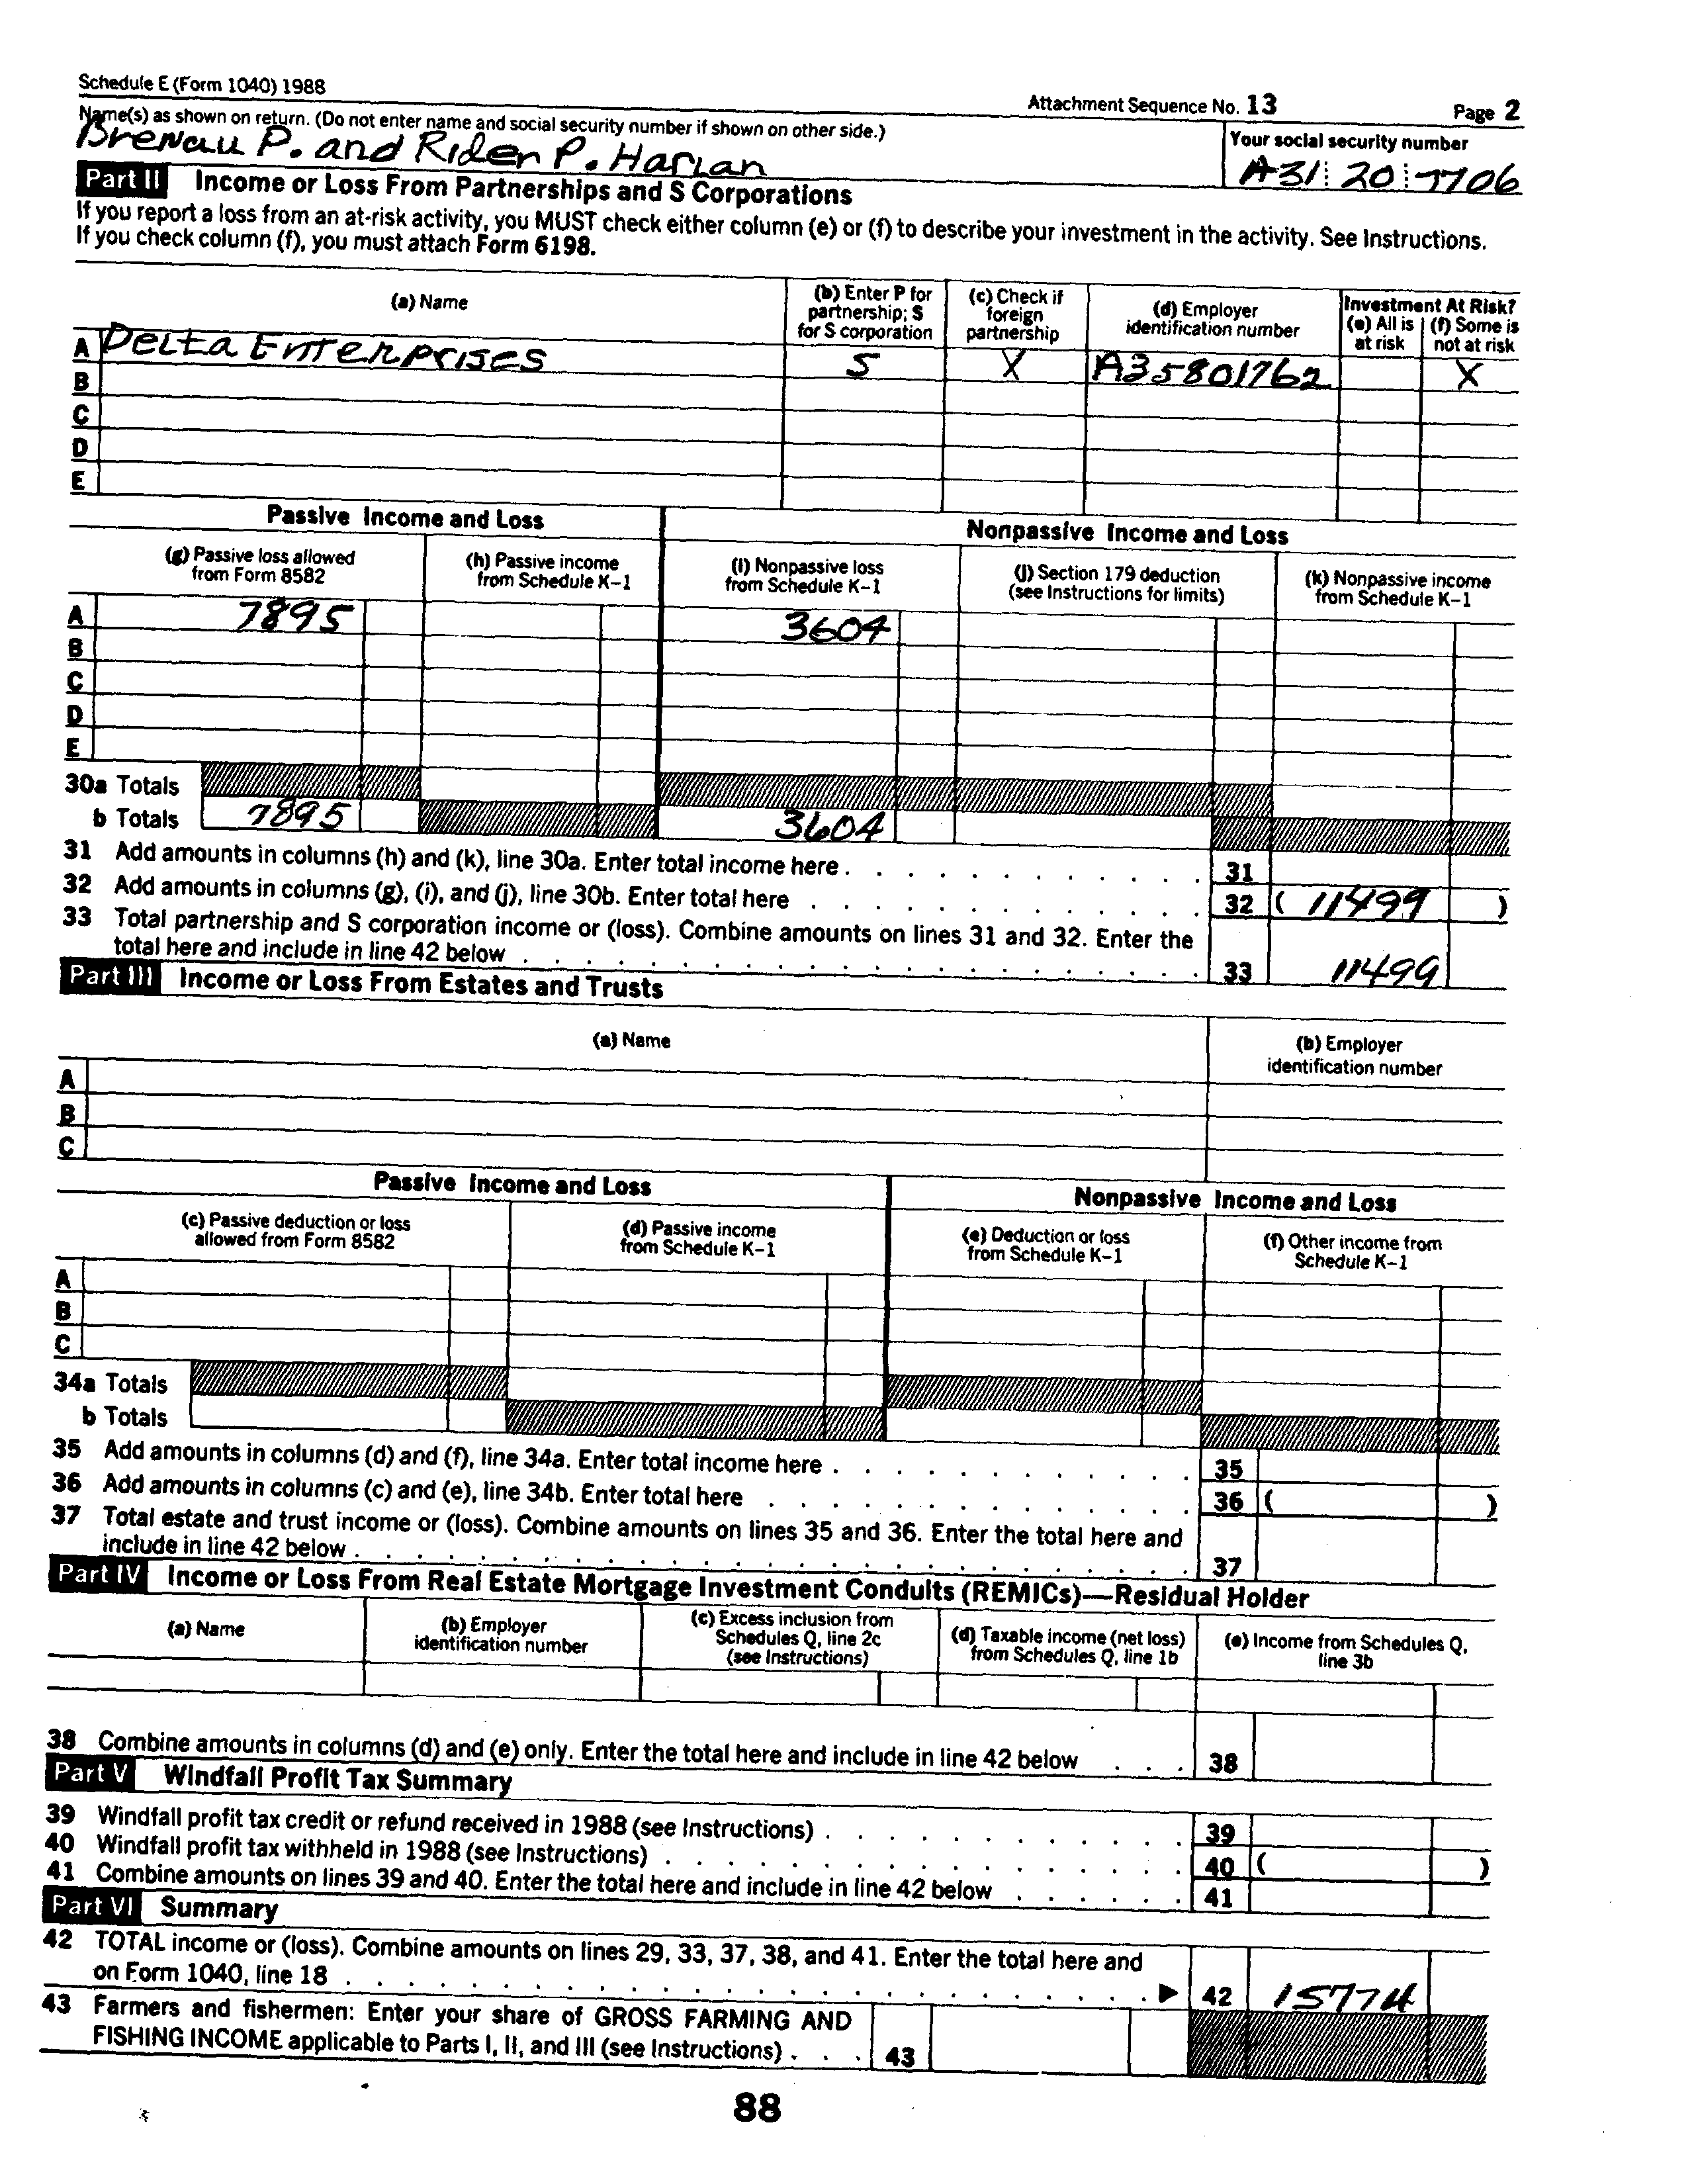 Schedule E (Form 1040) 1988
Attachment Sequence No. 13
Page 2
Name(s) as shown on return. (Do not enter name and social security number if shown on other side.)
Your social security number
Brenau P. and Riden P. Harlan
A31 20 7706
Part II Income or Loss From Partnerships and S Corporations
If you report a loss from an at-risk activity, you MUST check either column (e) or (f) to describe your investment in the activity. See Instructions.
If you check column (f), you must attach Form 6198.
(a) Name
(b) Enter P for partnership; S for S corporation
(c) Check if foreign partnership
(d) Employer identification number
Investment At Risk?
(e) All is at risk
(f) Some is not at risk
A Delta Enterprises S X A35801762 X
B
C
D
E
Passive Income and Loss
Nonpassive Income and Loss
(g) Passive loss allowed from Form 8582
(h) Passive income from Schedule K–1
(i) Nonpassive loss from Schedule K–1
(j) Section 179 deduction (see Instructions for limits)
(k) Nonpassive income from Schedule K–1
A 7895 3604
B
C
D
E
30a Totals
b Totals 7895 3604
31 Add amounts in columns (h) and (k), line 30a. Enter total income here . 31
32 Add amounts in columns (g), (i), and (j), line 30b. Enter total here 32 ( 11499 )
33 Total partnership and S corporation income or (loss). Combine amounts on lines 31 and 32. Enter the
total here and include in line 42 below 33 11499
Part III Income or Loss From Estates and Trusts
(a) Name
(b) Employer identification number
A
B
C
Passive Income and Loss
Nonpassive Income and Loss
(c) Passive deduction or loss allowed from Form 8582
(d) Passive income from Schedule K–1
(e) Deduction or loss from Schedule K–1
(f) Other income from Schedule K–1
A
B
C
34a Totals
b Totals
35 Add amounts in columns (d) and (f), line 34a. Enter total income here . 35
36 Add amounts in columns (c) and (e), line 34b. Enter total here 36 ( )
37 Total estate and trust income or (loss). Combine amounts on lines 35 and 36. Enter the total here and
include in line 42 below . 37
Part IV Income or Loss From Real Estate Mortgage Investment Conduits (REMICs)—Residual Holder
(a) Name
(b) Employer identification number
(c) Excess inclusion from Schedules Q, line 2c (see Instructions)
(d) Taxable income (net loss) from Schedules Q, line 1b
(e) Income from Schedules Q, line 3b
38 Combine amounts in columns (d) and (e) only. Enter the total here and include in line 42 below 38
Part V Windfall Profit Tax Summary
39 Windfall profit tax credit or refund received in 1988 (see Instructions) . 39
40 Windfall profit tax withheld in 1988 (see Instructions) . 40 ( )
41 Combine amounts on lines 39 and 40. Enter the total here and include in line 42 below 41
Part VI Summary
42 TOTAL income or (loss). Combine amounts on lines 29, 33, 37, 38, and 41. Enter the total here and
on Form 1040, line 18 ▶ 42 15774
43 Farmers and fishermen: Enter your share of GROSS FARMING AND
FISHING INCOME applicable to Parts I, II, and III (see Instructions) . 43
88